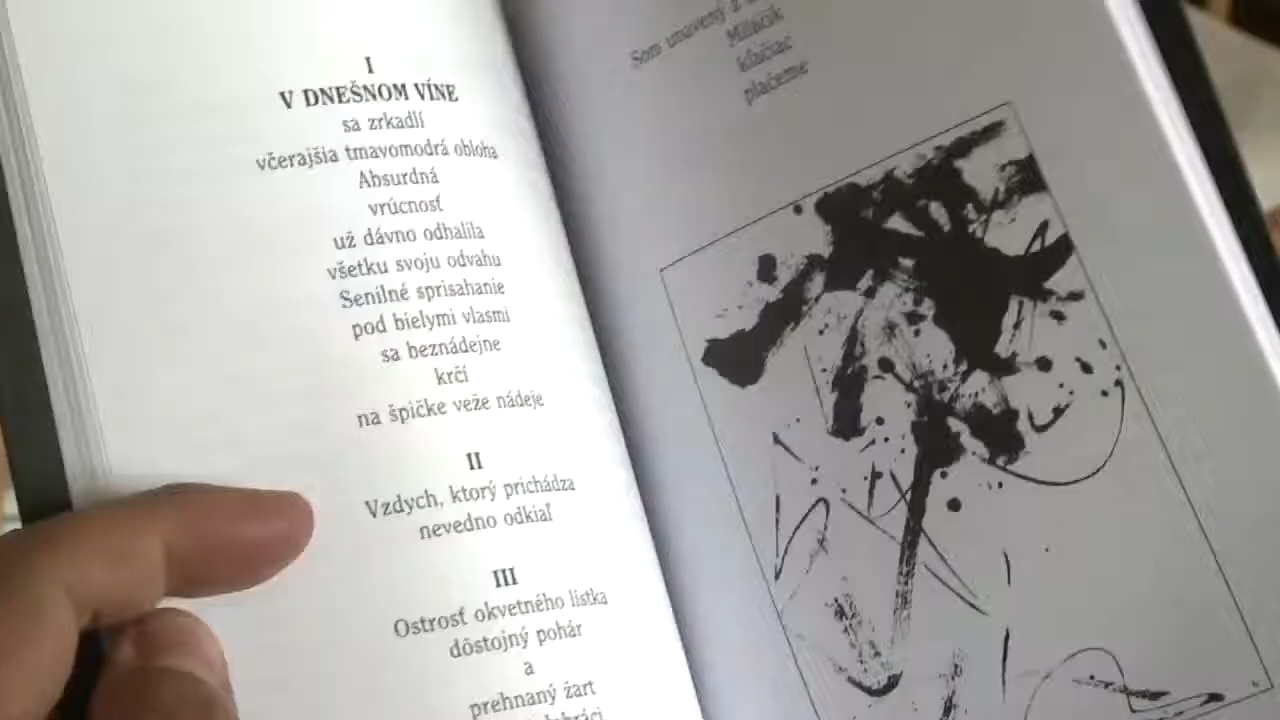 I
V DNEŠNOM VÍNE
sa zrkadlí
včerajšia tmavomodrá obloha
Absurdná
vrúcnosť
už dávno odhalila
všetku svoju odvahu
Senilné sprisahanie
pod bielymi vlasmi
sa beznádejne
krčí
na špičke veže nádeje
II
Vzdych, ktorý prichádza
nevedno odkiaľ
III
Ostrosť okvetného lístka
dôstojný pohár
a
prehnaný žart
Som unavený a
Miláčik
kľučiac
plačeme